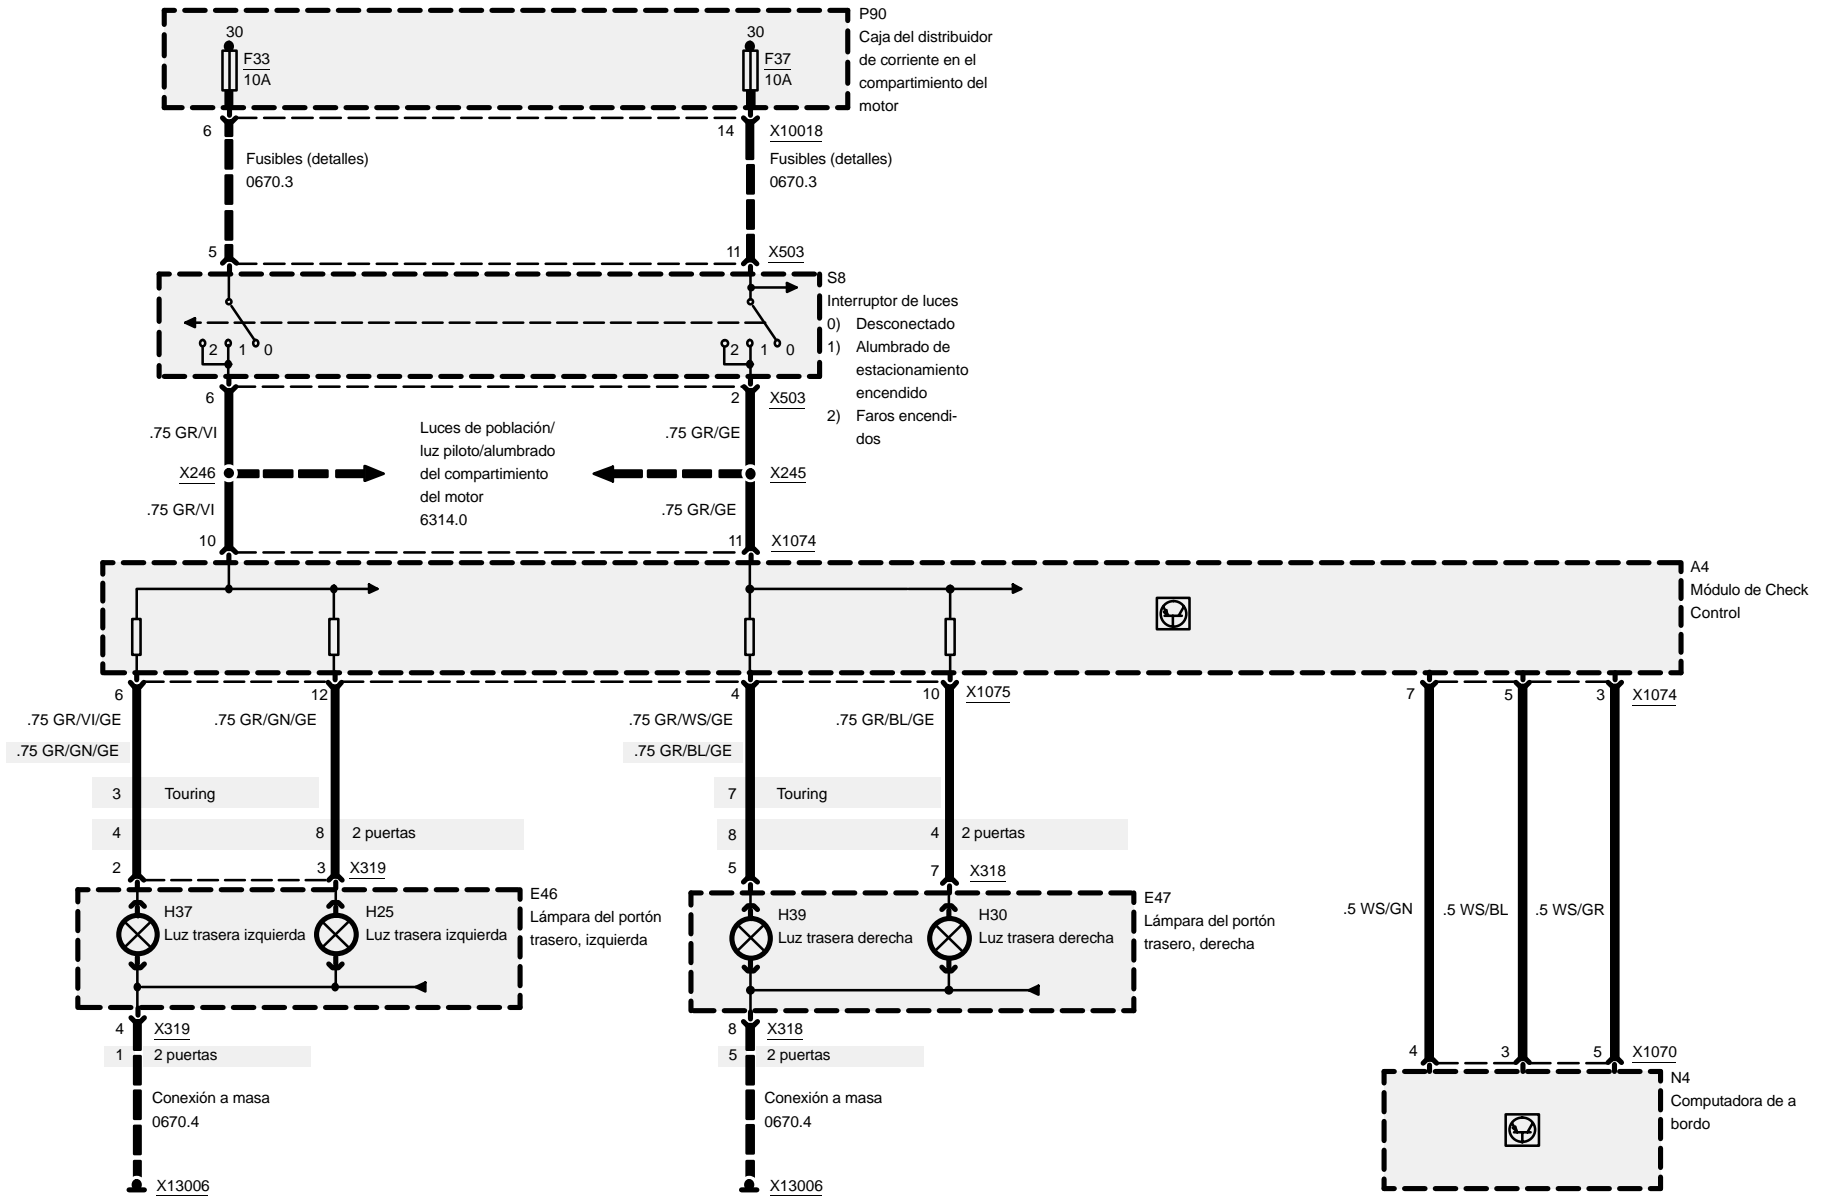 P90
Caja del distribuidor
de corriente en el
compartimiento del
motor
30
F33
10A
30
F37
10A
6
14
X10018
Fusibles (detalles)
0670.3
Fusibles (detalles)
0670.3
5
11
X503
S8
Interruptor de luces
0) Desconectado
1) Alumbrado de
estacionamiento
encendido
2) Faros encendi-
dos
2 1 0
2 1 0
6
2
X503
.75 GR/VI
.75 GR/GE
Luces de población/
luz piloto/alumbrado
del compartimiento
del motor
6314.0
X246
X245
.75 GR/VI
.75 GR/GE
10
11
X1074
A4
Módulo de Check
Control
6
12
4
10
X1075
7
5
3
X1074
.75 GR/VI/GE
.75 GR/GN/GE
.75 GR/WS/GE
.75 GR/BL/GE
.75 GR/GN/GE
.75 GR/BL/GE
3 Touring
7 Touring
4
8 2 puertas
8
4 2 puertas
2
3
X319
5
7
X318
E46
Lámpara del portón
trasero, izquierda
H37
Luz trasera izquierda
H25
Luz trasera izquierda
E47
Lámpara del portón
trasero, derecha
H39
Luz trasera derecha
H30
Luz trasera derecha
.5 WS/GN
.5 WS/BL
.5 WS/GR
4
X319
8
X318
1 2 puertas
5 2 puertas
4
3
5
X1070
N4
Computadora de a
bordo
Conexión a masa
0670.4
Conexión a masa
0670.4
X13006
X13006